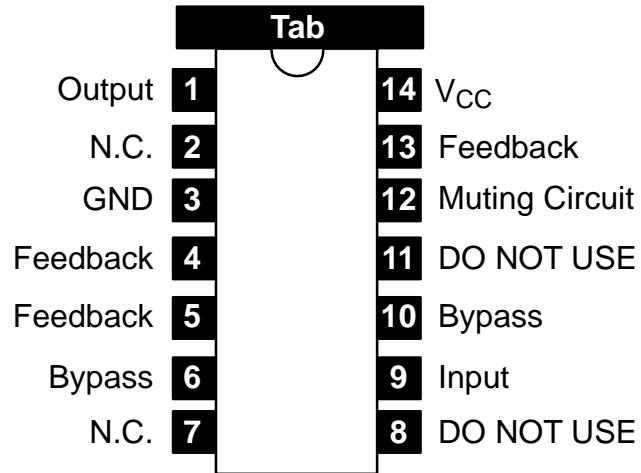 Tab
Output 1 14 VCC
N.C. 2 13 Feedback
GND 3 12 Muting Circuit
Feedback 4 11 DO NOT USE
Feedback 5 10 Bypass
Bypass 6 9 Input
N.C. 7 8 DO NOT USE